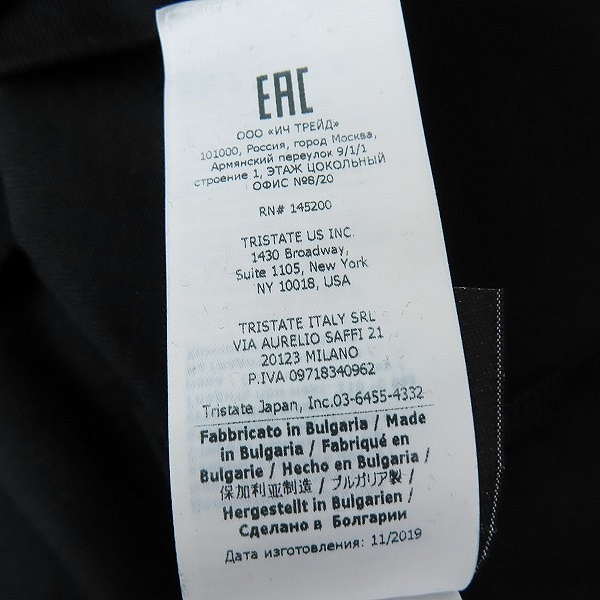 EAC
ООО «ИЧ ТРЕЙД»
101000, Россия, город Москва,
Армянский переулок 9/1/1
строение 1, ЭТАЖ ЦОКОЛЬНЫЙ
ОФИС №8/20
RN# 145200
TRISTATE US INC.
1430 Broadway,
Suite 1105, New York
NY 10018, USA
TRISTATE ITALY SRL
VIA AURELIO SAFFI 21
20123 MILANO
P.IVA 09718340962
Tristate Japan, Inc.03-6455-4332
Fabbricato in Bulgaria / Made
in Bulgaria / Fabriqué en
Bulgarie / Hecho en Bulgaria /
保加利亚制造 / ブルガリア製 /
Hergestellt in Bulgarien /
Сделано в Болгарии
Дата изготовления: 11/2019